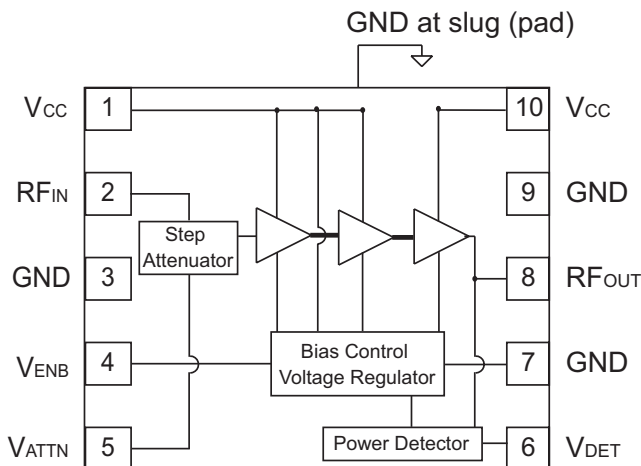 GND at slug (pad)
VCC 1
10 VCC
RFIN 2
9 GND
Step
Attenuator
GND 3
8 RFOUT
VENB 4
Bias Control
Voltage Regulator
7 GND
VATTN 5
Power Detector
6 VDET